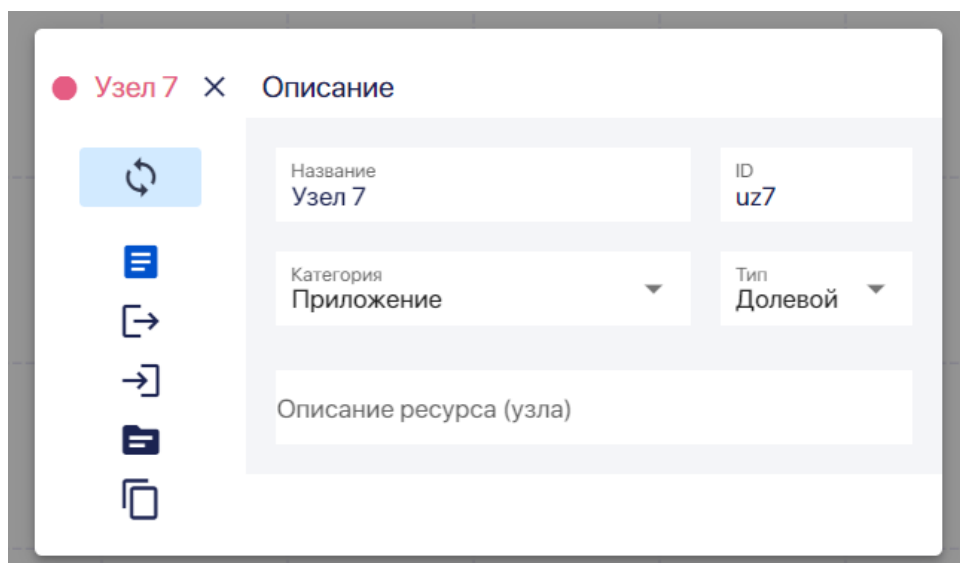 Узел 7 Описание
Название
Узел 7
ID
uz7
Категория
Приложение
Тип
Долевой
Описание ресурса (узла)